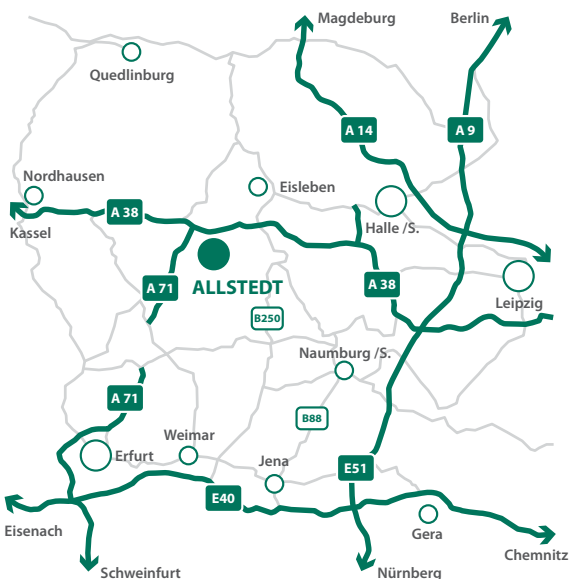 Magdeburg
Berlin
Quedlinburg
A 14
A 9
Nordhausen
Eisleben
A 38
Halle /S.
Kassel
A 71
ALLSTEDT
A 38
Leipzig
B250
Naumburg /S.
A 71
B88
Weimar
Erfurt
Jena
E51
E40
Eisenach
Gera
Chemnitz
Schweinfurt
Nürnberg